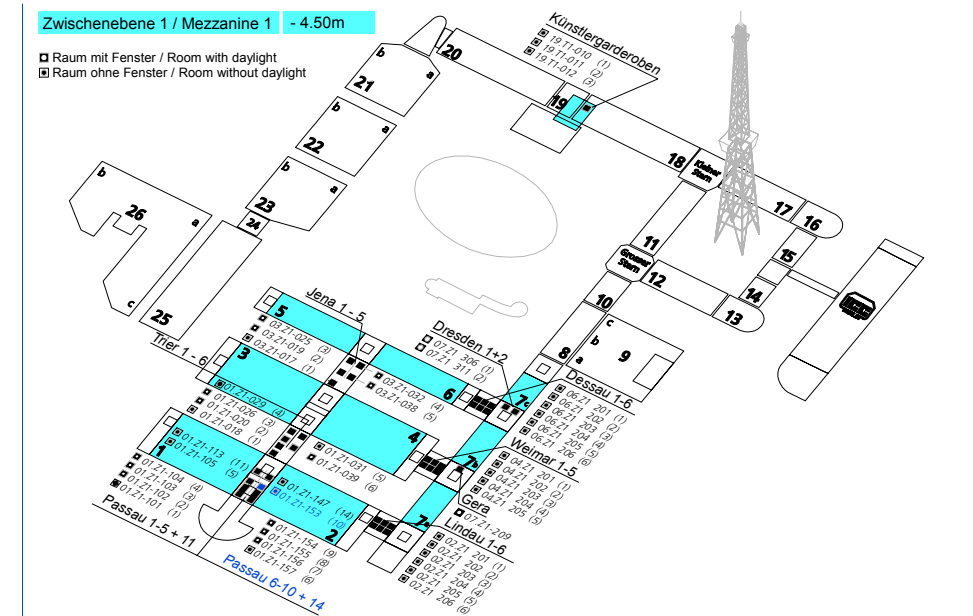 Zwischenebene 1 / Mezzanine 1 - 4.50m
Raum mit Fenster / Room with daylight
Raum ohne Fenster / Room without daylight
Künstlergarderoben
19.T1-010 (1)
19.T1-011 (2)
19.T1-012 (3)
20
b
a
21
b
a
22
b
a
23
24
b
a
26
c
25
19
18
Kleiner
Stern
17
16
15
14
13
12
11
Grosser
Stern
10
c
b
a
9
8
Jena 1 - 5
5
03.Z1-025 (3)
03.Z1-019 (2)
03.Z1-017 (1)
03.Z1-032 (4)
03.Z1-038 (5)
6
Dresden 1+2
07.Z1 306 (1)
07.Z1 311 (2)
7c
Trier 1 - 6
3
01.Z1-029 (4)
01.Z1-026 (3)
01.Z1-020 (2)
01.Z1-018 (1)
4
01.Z1-031 (5)
01.Z1-039 (6)
7b
Dessau 1-6
06.Z1 201 (1)
06.Z1 202 (2)
06.Z1 203 (3)
06.Z1 204 (4)
06.Z1 205 (5)
06.Z1 206 (6)
Weimar 1-5
04.Z1 201 (1)
04.Z1 202 (2)
04.Z1 203 (3)
04.Z1 204 (4)
04.Z1 205 (5)
Gera
07.Z1-209
1
01.Z1-113 (11)
01.Z1-105 (5)
01.Z1-104 (4)
01.Z1-103 (3)
01.Z1-102 (2)
01.Z1-101 (1)
Passau 1-5 + 11
01.Z1-147 (14)
01.Z1-153 (10)
2
01.Z1-154 (9)
01.Z1-155 (8)
01.Z1-156 (7)
01.Z1-157 (6)
Passau 6-10 + 14
7a
Lindau 1-6
02.Z1 201 (1)
02.Z1 202 (2)
02.Z1 203 (3)
02.Z1 204 (4)
02.Z1 205 (5)
02.Z1 206 (6)